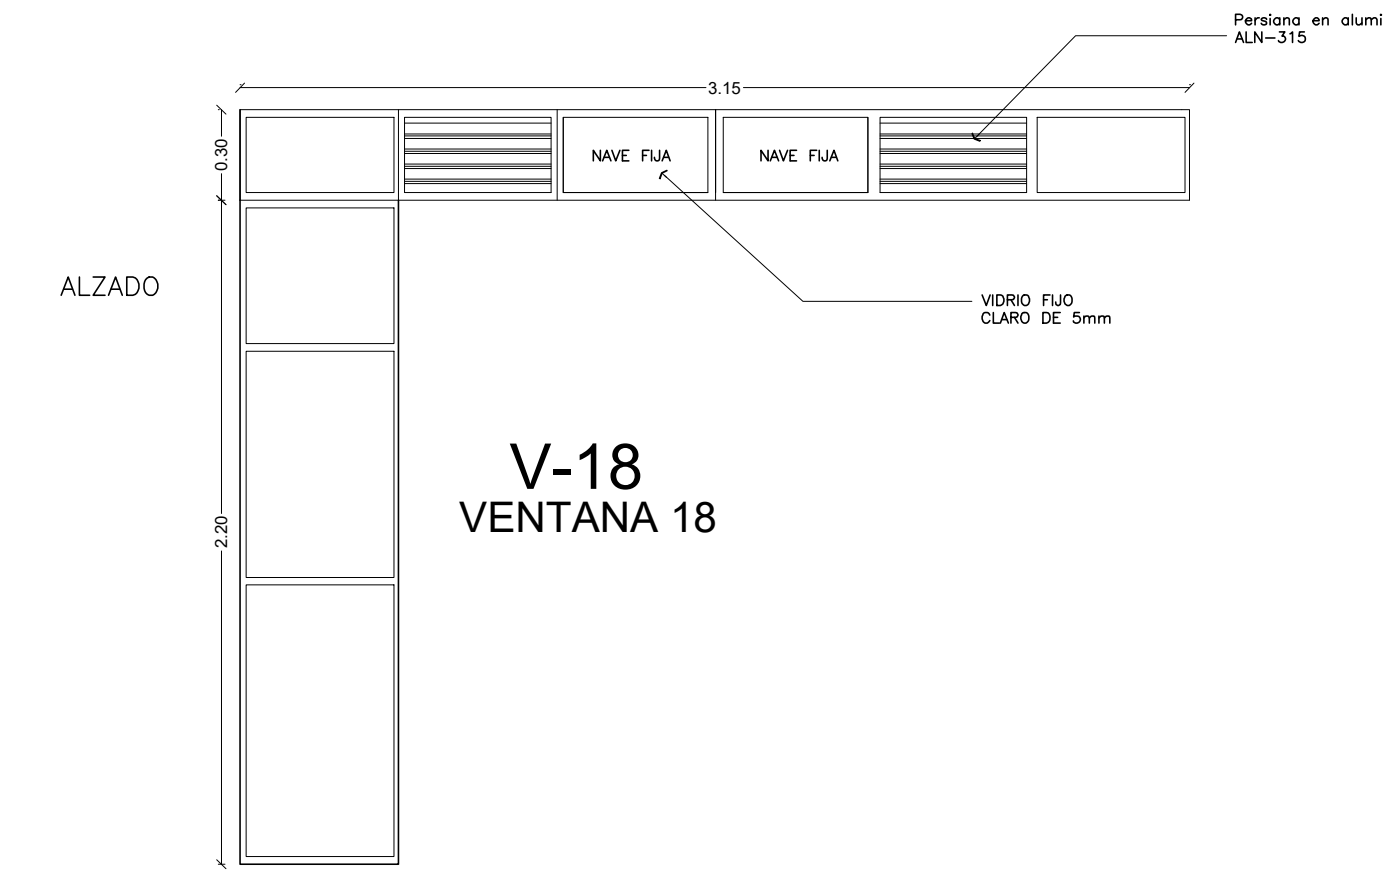 Persiana en alumi
ALN-315
3.15
0.30
NAVE FIJA
NAVE FIJA
ALZADO
VIDRIO FIJO
CLARO DE 5mm
V-18
VENTANA 18
2.20